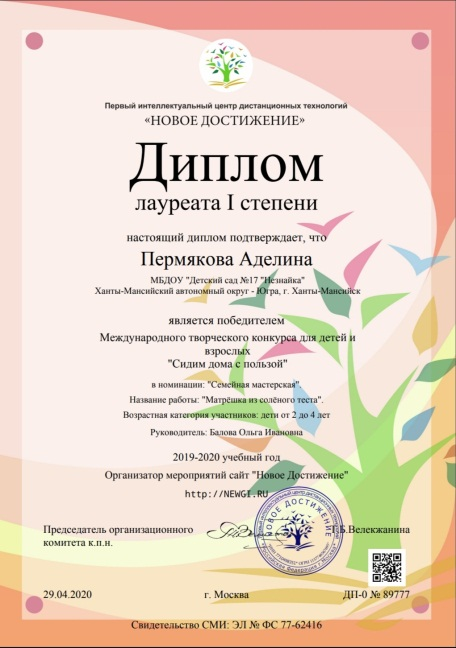 Первый интеллектуальный центр дистанционных технологий
«НОВОЕ ДОСТИЖЕНИЕ»
Диплом
лауреата I степени
настоящий диплом подтверждает, что
Пермякова Аделина
МБДОУ "Детский сад №17 "Незнайка"
Ханты-Мансийский автономный округ - Югра, г. Ханты-Мансийск
является победителем
Международного творческого конкурса для детей и
взрослых
"Сидим дома с пользой"
в номинации: "Семейная мастерская".
Название работы: "Матрёшка из солёного теста".
Возрастная категория участников: дети от 2 до 4 лет
Руководитель: Балова Ольга Ивановна
2019-2020 учебный год
Организатор мероприятий сайт "Новое Достижение"
http://NEWGI.RU
НОВОЕ ДОСТИЖЕНИЕ
Председатель организационного
комитета к.п.н.
Б.Велекжанина
29.04.2020
г. Москва
ДП-0 № 89777
Свидетельство СМИ: ЭЛ № ФС 77-62416